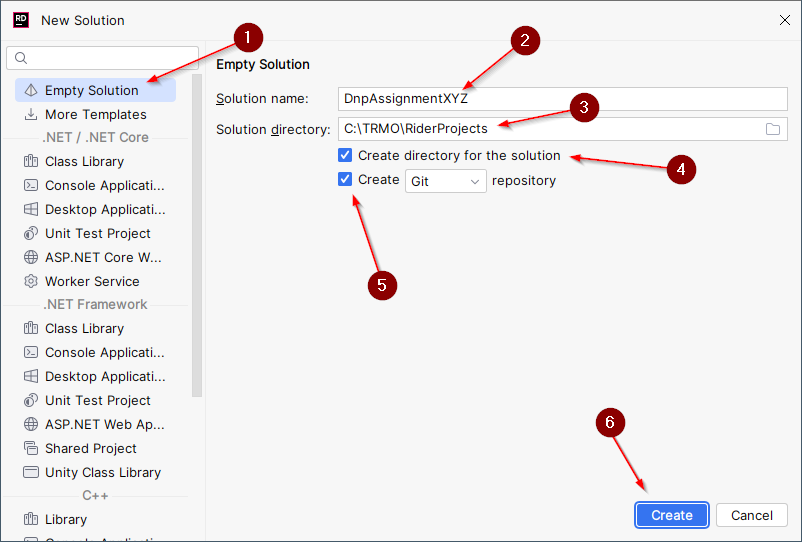 RD New Solution
1
2
Empty Solution
Empty Solution
Solution name: DnpAssignmentXYZ
3
More Templates
.NET / .NET Core
Solution directory: C:\TRMO\RiderProjects
Class Library
Create directory for the solution
4
Console Applicati...
Create Git repository
Desktop Applicati...
Unit Test Project
ASP.NET Core W...
5
Worker Service
.NET Framework
Class Library
Console Applicati...
Desktop Applicati...
Unit Test Project
ASP.NET Web Ap...
6
Shared Project
Unity Class Library
C++
Library
Create Cancel